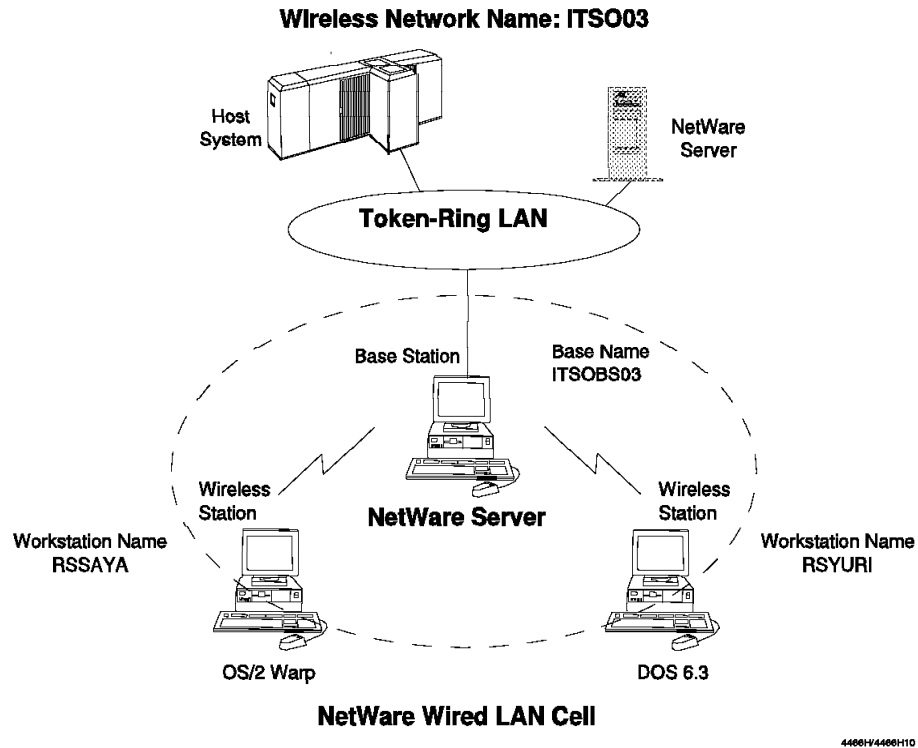 Wireless Network Name: ITSO03
Host
System
NetWare
Server
Token-Ring LAN
Base Station
Base Name
ITSOBS03
Wireless
Station
NetWare Server
Wireless
Station
Workstation Name
RSSAYA
Workstation Name
RSYURI
OS/2 Warp
DOS 6.3
NetWare Wired LAN Cell
4466H/4466H10